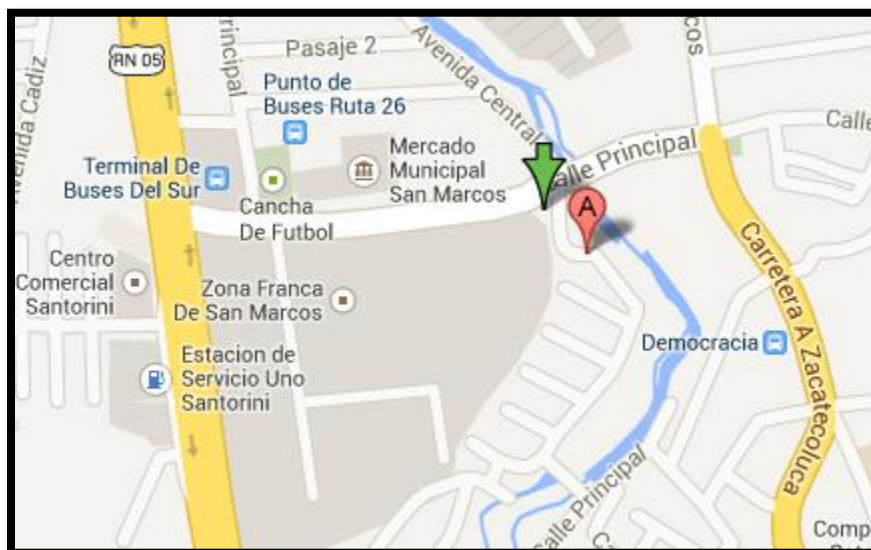 Pasaje 2
RN 05
Principal
Avenida Cadiz
Punto de
Buses Ruta 26
Avenida Central
Calle
Calle Principal
Mercado
Municipal
San Marcos
Terminal De
Buses Del Sur
Cancha
De Futbol
A
Centro
Comercial
Santorini
Zona Franca
De San Marcos
Carretera A Zacatecoluca
Democracia
Estacion de
Servicio Uno
Santorini
Calle Principal